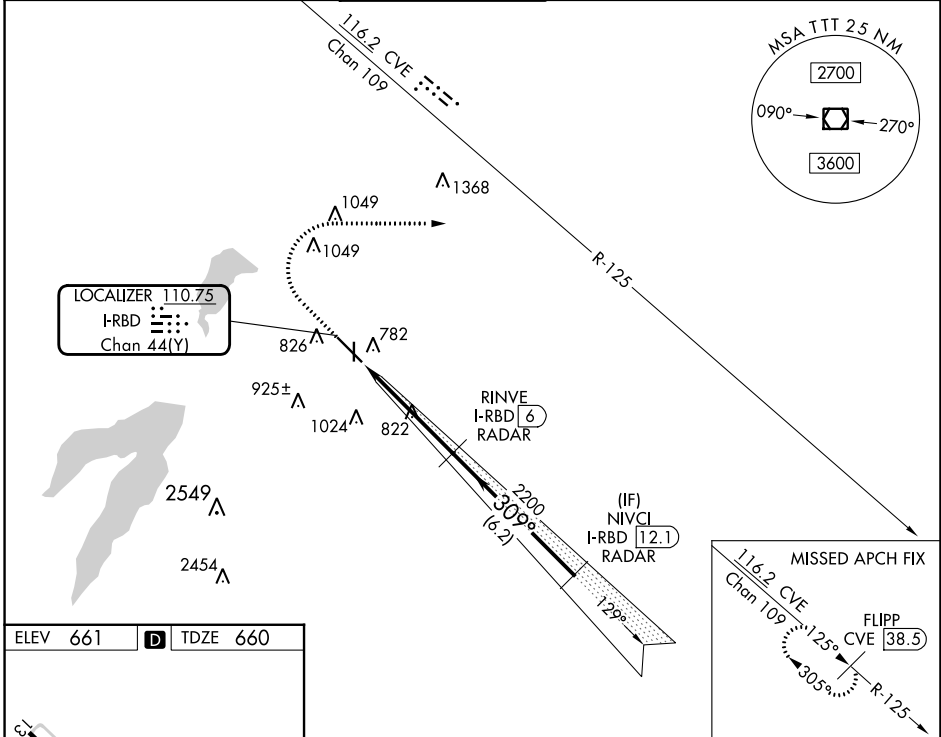 116.2 CVE
Chan 109
MSA TTT 25 NM
2700
090°
270°
3600
1368
1049
1049
R-125
LOCALIZER 110.75
I-RBD
Chan 44(Y)
826
782
925±
1024
822
RINVE
I-RBD 6
RADAR
2549
2454
2200
309°
(6.2)
(IF)
NIVCI
I-RBD 12.1
RADAR
129°
MISSED APCH FIX
116.2 CVE
Chan 109
FLIPP
CVE 38.5
125°
305°
R-125
ELEV 661 D TDZE 660
13